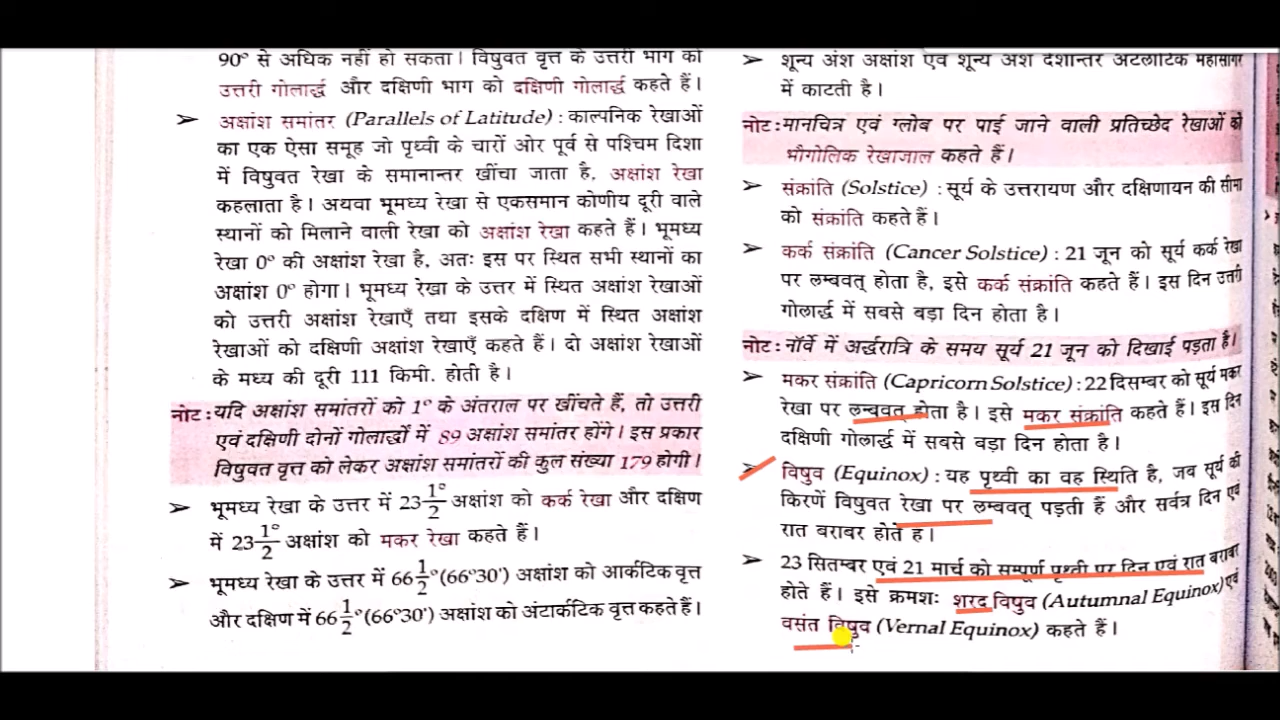 90° से अधिक नहीं हो सकता। विषुवत वृत्त के उत्तरी भाग को
उत्तरी गोलार्द्ध और दक्षिणी भाग को दक्षिणी गोलार्द्ध कहते हैं।
➢ अक्षांश समांतर (Parallels of Latitude) : काल्पनिक रेखाओं
का एक ऐसा समूह जो पृथ्वी के चारों ओर पूर्व से पश्चिम दिशा
में विषुवत रेखा के समानान्तर खींचा जाता है, अक्षांश रेखा
कहलाता है। अथवा भूमध्य रेखा से एकसमान कोणीय दूरी वाले
स्थानों को मिलाने वाली रेखा को अक्षांश रेखा कहते हैं। भूमध्य
रेखा 0° की अक्षांश रेखा है, अतः इस पर स्थित सभी स्थानों का
अक्षांश 0° होगा। भूमध्य रेखा के उत्तर में स्थित अक्षांश रेखाओं
को उत्तरी अक्षांश रेखाएँ तथा इसके दक्षिण में स्थित अक्षांश
रेखाओं को दक्षिणी अक्षांश रेखाएँ कहते हैं। दो अक्षांश रेखाओं
के मध्य की दूरी 111 किमी. होती है।
नोट: यदि अक्षांश समांतरों को 1° के अंतराल पर खींचते हैं, तो उत्तरी
एवं दक्षिणी दोनों गोलार्द्धों में 89 अक्षांश समांतर होंगे। इस प्रकार
विषुवत वृत्त को लेकर अक्षांश समांतरों की कुल संख्या 179 होगी।
➢ भूमध्य रेखा के उत्तर में 23 1/2° अक्षांश को कर्क रेखा और दक्षिण
में 23 1/2° अक्षांश को मकर रेखा कहते हैं।
➢ भूमध्य रेखा के उत्तर में 66 1/2° (66°30') अक्षांश को आर्कटिक वृत्त
और दक्षिण में 66 1/2° (66°30') अक्षांश को अंटार्कटिक वृत्त कहते हैं।
➢ शून्य अंश अक्षांश एवं शून्य अंश देशान्तर अटलांटिक महासागर
में काटती है।
नोट: मानचित्र एवं ग्लोब पर पाई जाने वाली प्रतिच्छेद रेखाओं को
भौगोलिक रेखाजाल कहते हैं।
➢ संक्रांति (Solstice) : सूर्य के उत्तरायण और दक्षिणायन की सीमा
को संक्रांति कहते हैं।
➢ कर्क संक्रांति (Cancer Solstice) : 21 जून को सूर्य कर्क रेखा
पर लम्बवत् होता है, इसे कर्क संक्रांति कहते हैं। इस दिन उत्तरी
गोलार्द्ध में सबसे बड़ा दिन होता है।
नोट: नॉर्वे में अर्द्धरात्रि के समय सूर्य 21 जून को दिखाई पड़ता है।
➢ मकर संक्रांति (Capricorn Solstice) : 22 दिसम्बर को सूर्य मकर
रेखा पर लम्बवत् होता है। इसे मकर संक्रांति कहते हैं। इस दिन
दक्षिणी गोलार्द्ध में सबसे बड़ा दिन होता है।
➢ विषुव (Equinox) : यह पृथ्वी का वह स्थिति है, जब सूर्य की
किरणें विषुवत रेखा पर लम्बवत् पड़ती हैं और सर्वत्र दिन एवं
रात बराबर होते हैं।
➢ 23 सितम्बर एवं 21 मार्च को सम्पूर्ण पृथ्वी पर दिन एवं रात बराबर
होते हैं। इसे क्रमशः शरद विषुव (Autumnal Equinox) एवं
वसंत विषुव (Vernal Equinox) कहते हैं।